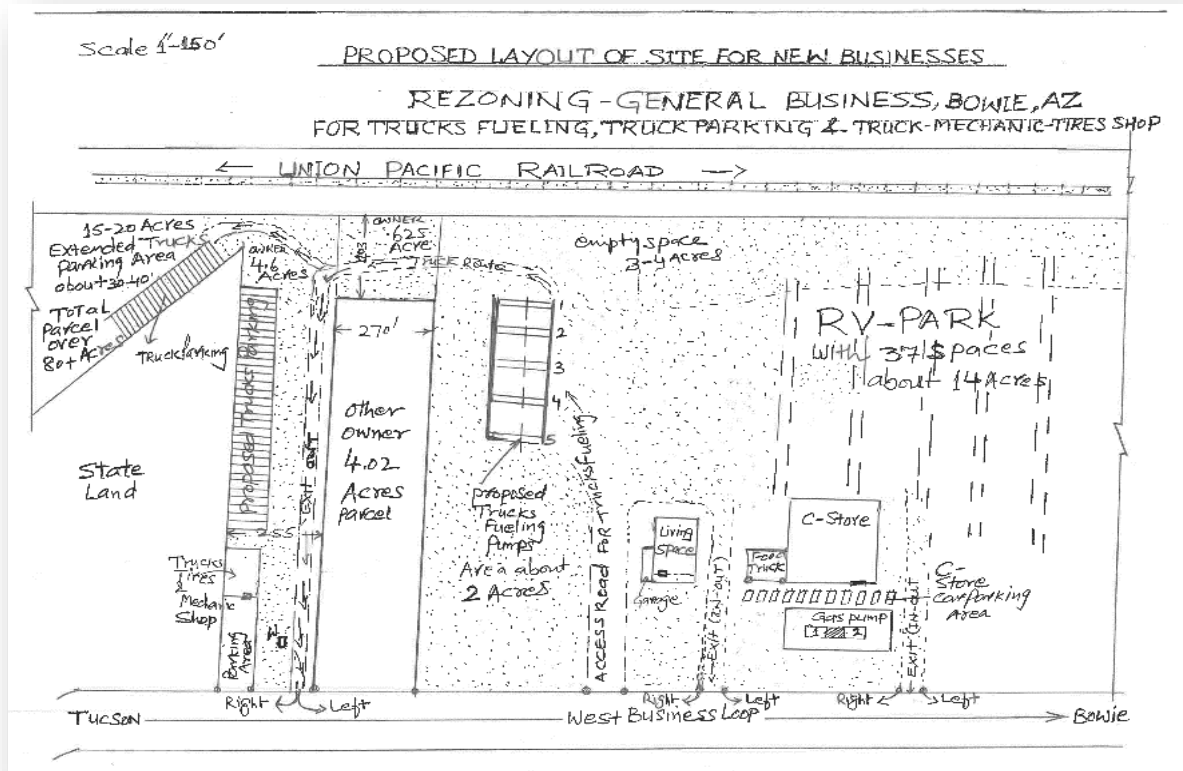 Scale 1"-150'
PROPOSED LAYOUT OF SITE FOR NEW BUSINESSES
REZONING-GENERAL BUSINESS, BOWIE, AZ
FOR TRUCKS FUELING, TRUCK PARKING & TRUCK-MECHANIC-TIRES SHOP
UNION PACIFIC RAILROAD
15-20 Acres
Extended Trucks
Parking Area
about 30-40'
Total
Parcel
over
80+ Acres
Truck Parking
OWNER
4.6
Acres
OWNER
.625
Acre
Truck Route
empty space
3-4 Acres
270'
1
2
3
4
5
RV-PARK
with 37 Spaces
about 14 Acres
Proposed Trucks Parking
Exit out
other
owner
4.02
Acres
parcel
State
Land
proposed
Trucks
Fueling
Pumps
Area about
2 Acres
ACCESS Road FOR Trucks Fueling
255
Trucks
Tires
&
Mechanic
Shop
Parking
Area
W
Living
Space
Garage
Exit (IN-OUT)
C-Store
Food
Truck
Gas pump
1 2
Exit (IN-OUT)
C-
Store
Carparking
Area
Right Left
Right Left
Right Left
TUCSON West Business Loop Bowie